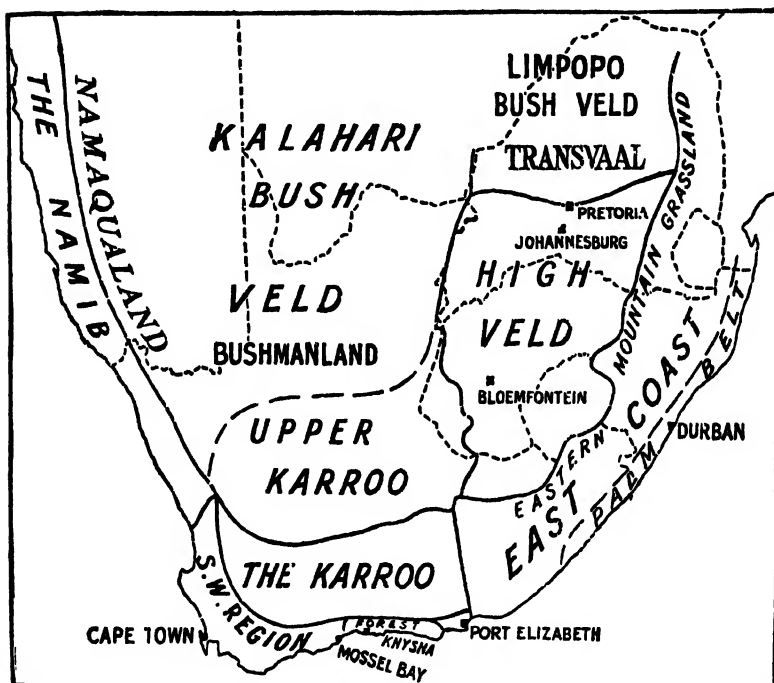 LIMPOPO
BUSH VELD
TRANSVAAL
THE NAMIB
NAMAQUALAND
KALAHARI
BUSH
VELD
BUSHMANLAND
MOUNTAIN GRASSLAND
PRETORIA
JOHANNESBURG
HIGH
VELD
BLOEMFONTEIN
EASTERN
EAST COAST
PALM BELT
DURBAN
UPPER
KARROO
THE KARROO
S.W. REGION
FOREST
KNYSNA
CAPE TOWN
MOSSEL BAY
PORT ELIZABETH